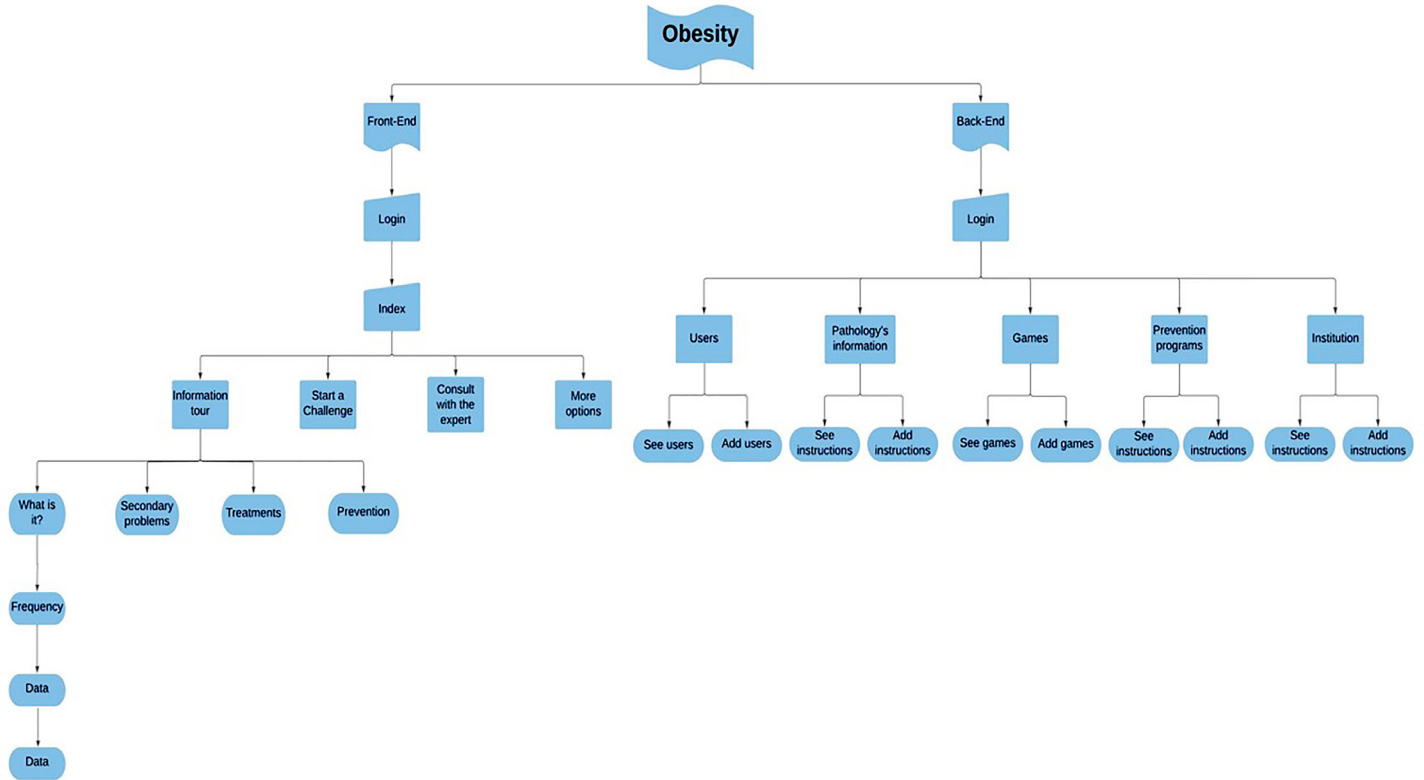 Obesity
Front-End
Back-End
Login
Login
Index
Users
Pathology's
information
Games
Prevention
programs
Institution
Information
tour
Start a
Challenge
Consult
with the
expert
More
options
See users
Add users
See
instructions
Add
instructions
See games
Add games
See
instructions
Add
instructions
See
instructions
Add
instructions
What is
it?
Secondary
problems
Treatments
Prevention
Frequency
Data
Data